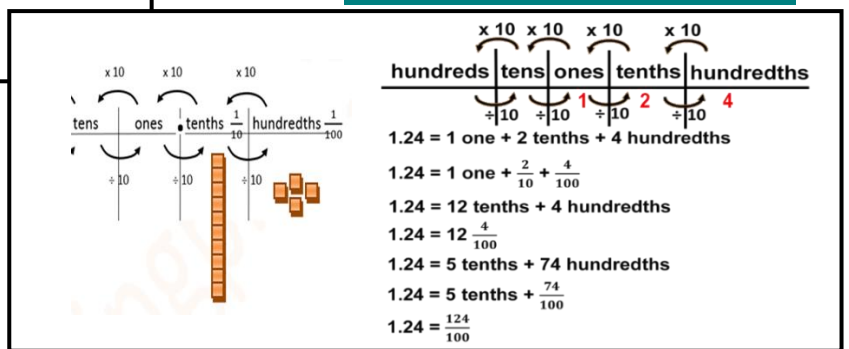 x 10 x 10 x 10
tens ones . tenths 1/10 hundredths 1/100
÷10 ÷10 ÷10
x 10 x 10 x 10 x 10
hundreds tens ones tenths hundredths
1 2 4
÷10 ÷10 ÷10 ÷10
1.24 = 1 one + 2 tenths + 4 hundredths
1.24 = 1 one + 2/10 + 4/100
1.24 = 12 tenths + 4 hundredths
1.24 = 12 4/100
1.24 = 5 tenths + 74 hundredths
1.24 = 5 tenths + 74/100
1.24 = 124/100